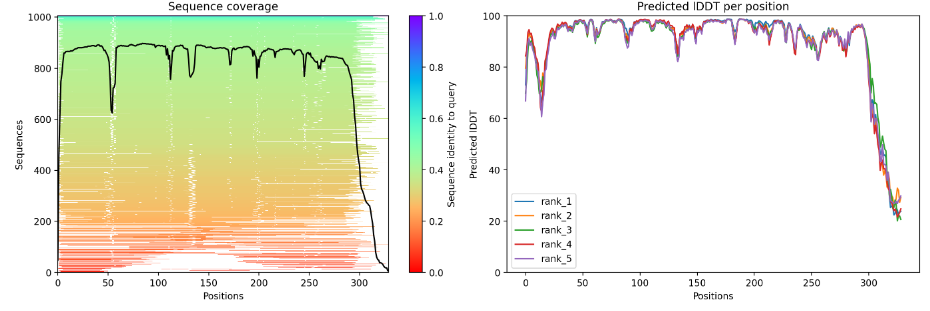 Sequence coverage
1000
800
600
400
200
0
Sequences
0 50 100 150 200 250 300
Positions
1.0
0.8
0.6
0.4
0.2
0.0
Sequence identity to query
Predicted lDDT per position
100
80
60
40
20
0
Predicted lDDT
rank_1
rank_2
rank_3
rank_4
rank_5
0 50 100 150 200 250 300
Positions